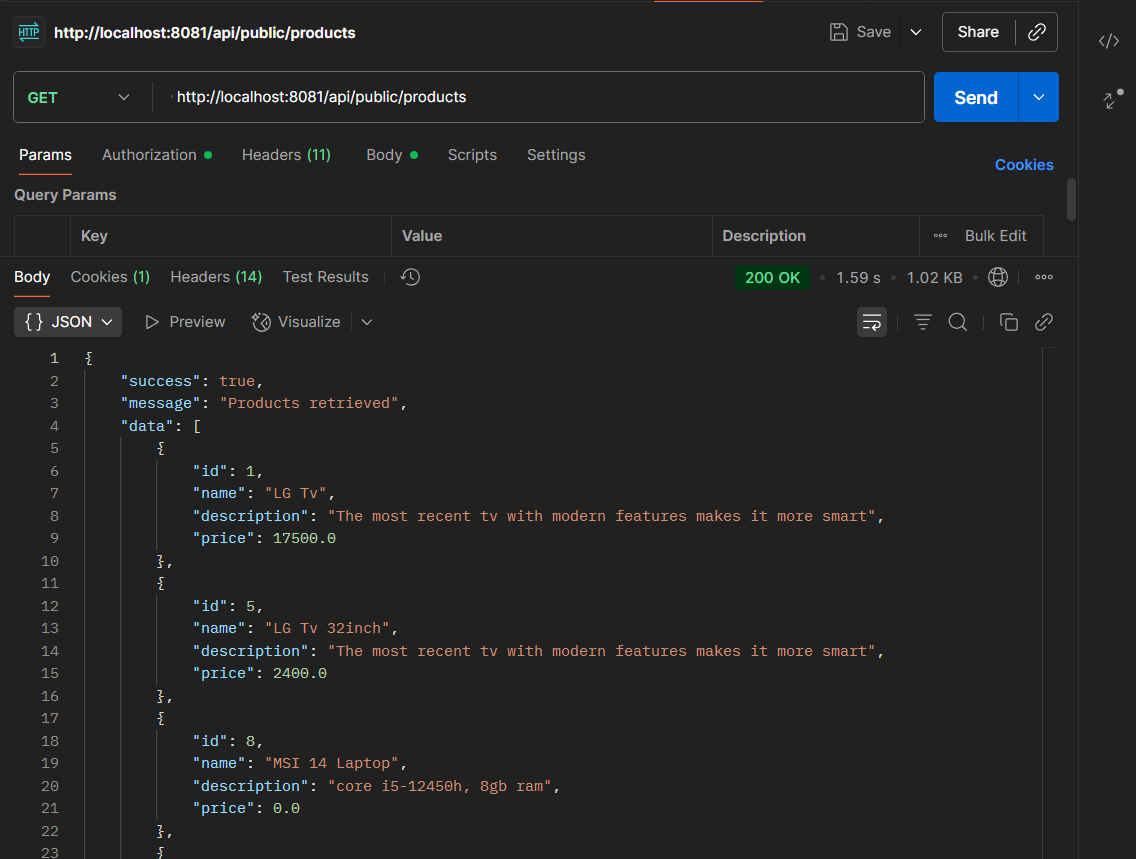 HTTP http://localhost:8081/api/public/products Save Share
GET http://localhost:8081/api/public/products Send
Params Authorization Headers (11) Body Scripts Settings Cookies
Query Params
Key Value Description Bulk Edit
Body Cookies (1) Headers (14) Test Results 200 OK 1.59 s 1.02 KB
{} JSON Preview Visualize
1 {
2 "success": true,
3 "message": "Products retrieved",
4 "data": [
5 {
6 "id": 1,
7 "name": "LG Tv",
8 "description": "The most recent tv with modern features makes it more smart",
9 "price": 17500.0
10 },
11 {
12 "id": 5,
13 "name": "LG Tv 32inch",
14 "description": "The most recent tv with modern features makes it more smart",
15 "price": 2400.0
16 },
17 {
18 "id": 8,
19 "name": "MSI 14 Laptop",
20 "description": "core i5-12450h, 8gb ram",
21 "price": 0.0
22 },
23 {